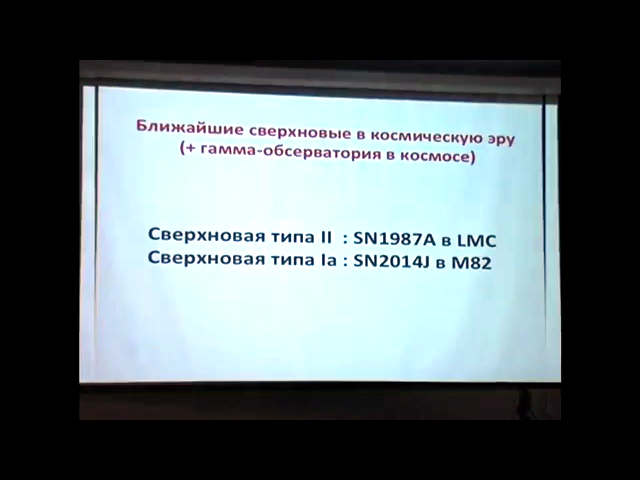 Ближайшие сверхновые в космическую эру
(+ гамма-обсерватория в космосе)
Сверхновая типа II : SN1987A в LMC
Сверхновая типа Ia : SN2014J в M82